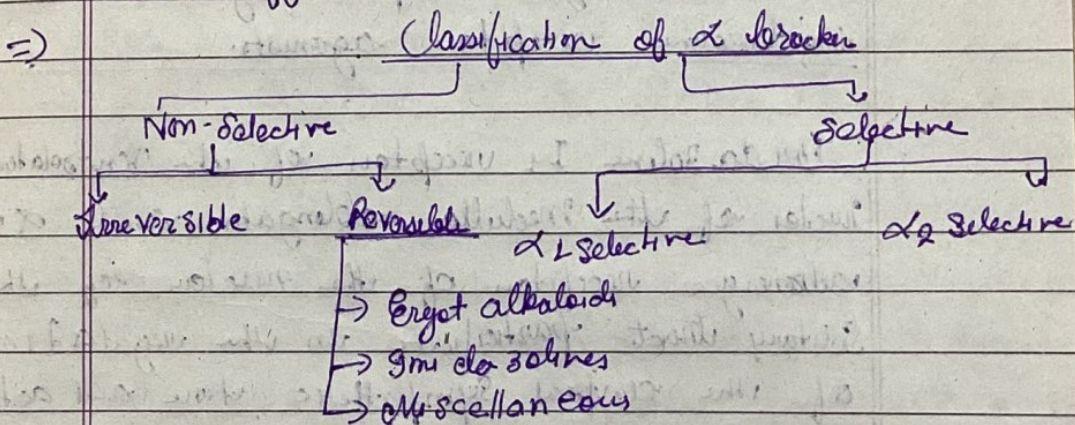 => Classification of α blocker
Non-Selective Selective
Irreversible Reversible α1 Selective α2 Selective
→ Ergot alkaloids
→ Imidazolines
→ Miscellaneous